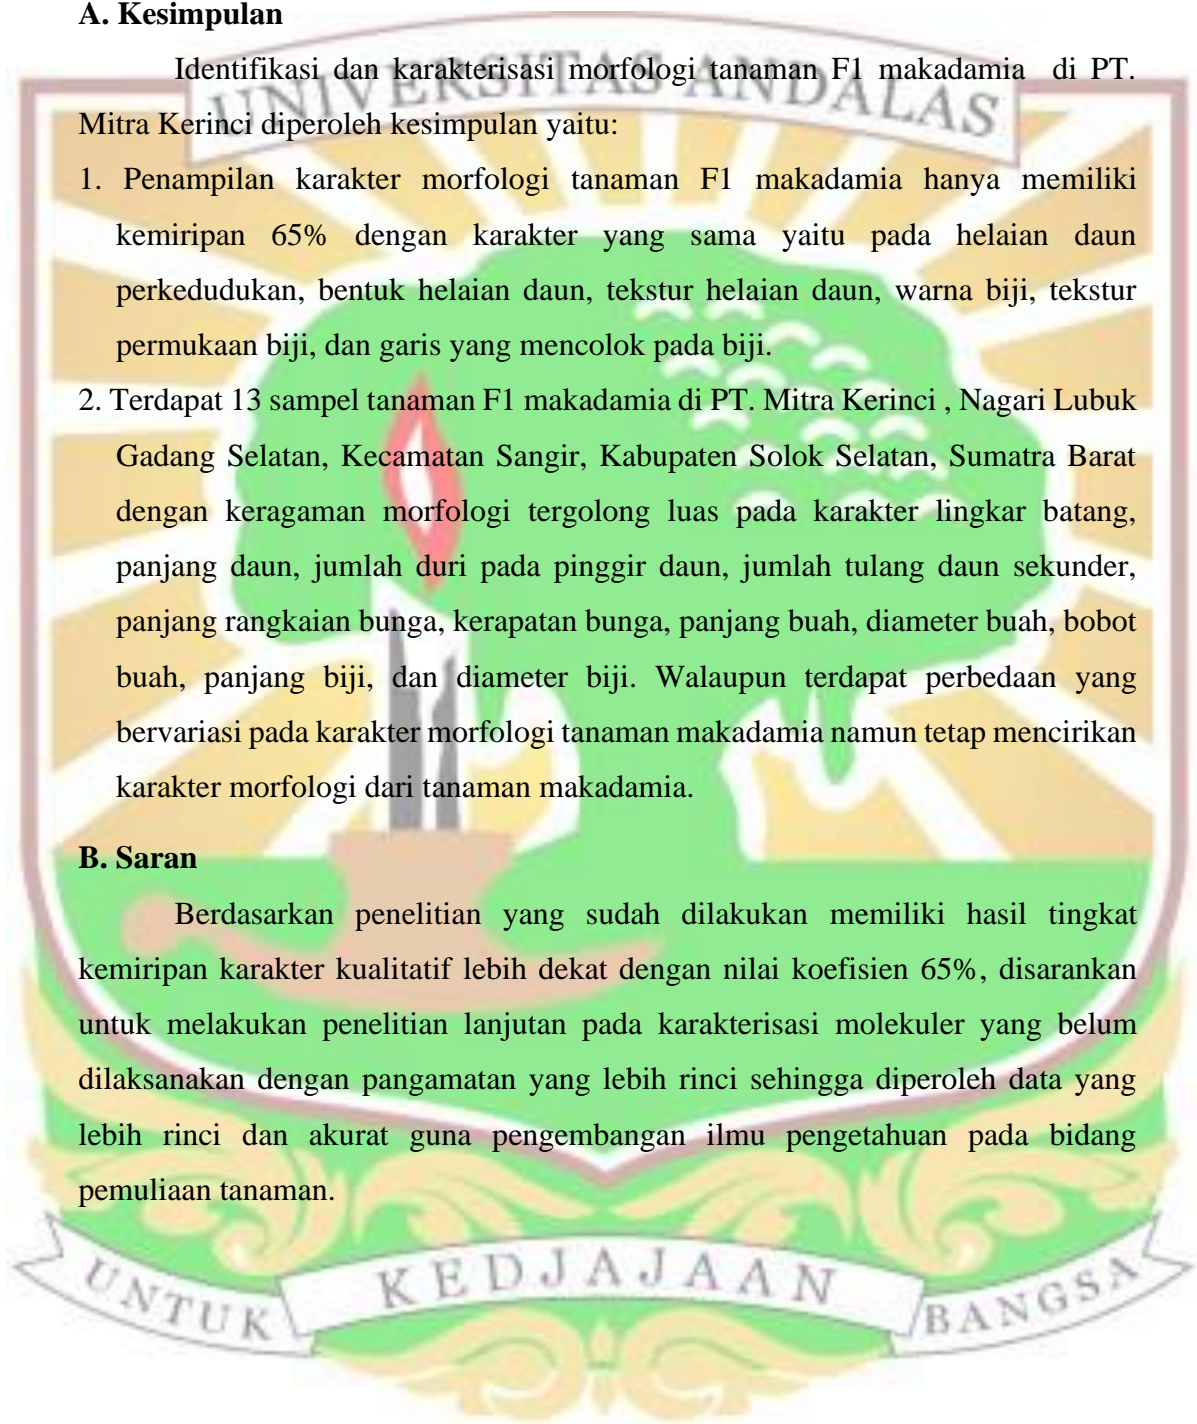 A. Kesimpulan
Identifikasi dan karakterisasi morfologi tanaman F1 makadamia di PT.
Mitra Kerinci diperoleh kesimpulan yaitu:
1. Penampilan karakter morfologi tanaman F1 makadamia hanya memiliki
kemiripan 65% dengan karakter yang sama yaitu pada helaian daun
perkedudukan, bentuk helaian daun, tekstur helaian daun, warna biji, tekstur
permukaan biji, dan garis yang mencolok pada biji.
2. Terdapat 13 sampel tanaman F1 makadamia di PT. Mitra Kerinci , Nagari Lubuk
Gadang Selatan, Kecamatan Sangir, Kabupaten Solok Selatan, Sumatra Barat
dengan keragaman morfologi tergolong luas pada karakter lingkar batang,
panjang daun, jumlah duri pada pinggir daun, jumlah tulang daun sekunder,
panjang rangkaian bunga, kerapatan bunga, panjang buah, diameter buah, bobot
buah, panjang biji, dan diameter biji. Walaupun terdapat perbedaan yang
bervariasi pada karakter morfologi tanaman makadamia namun tetap mencirikan
karakter morfologi dari tanaman makadamia.
B. Saran
Berdasarkan penelitian yang sudah dilakukan memiliki hasil tingkat
kemiripan karakter kualitatif lebih dekat dengan nilai koefisien 65%, disarankan
untuk melakukan penelitian lanjutan pada karakterisasi molekuler yang belum
dilaksanakan dengan pangamatan yang lebih rinci sehingga diperoleh data yang
lebih rinci dan akurat guna pengembangan ilmu pengetahuan pada bidang
pemuliaan tanaman.
UNIVERSITAS ANDALAS
UNTUK KEDJAJAAN BANGSA